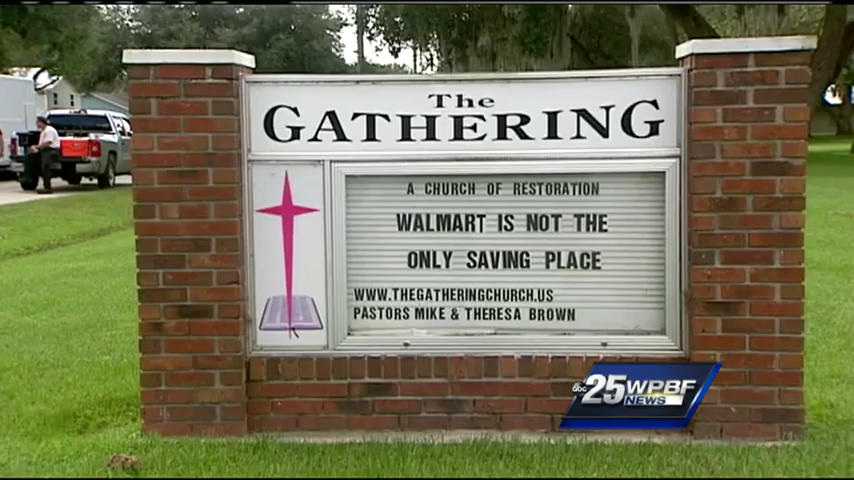 The
GATHERING
A CHURCH OF RESTORATION
WALMART IS NOT THE
ONLY SAVING PLACE
WWW.THEGATHERINGCHURCH.US
PASTORS MIKE & THERESA BROWN
abc 25 WPBF
NEWS